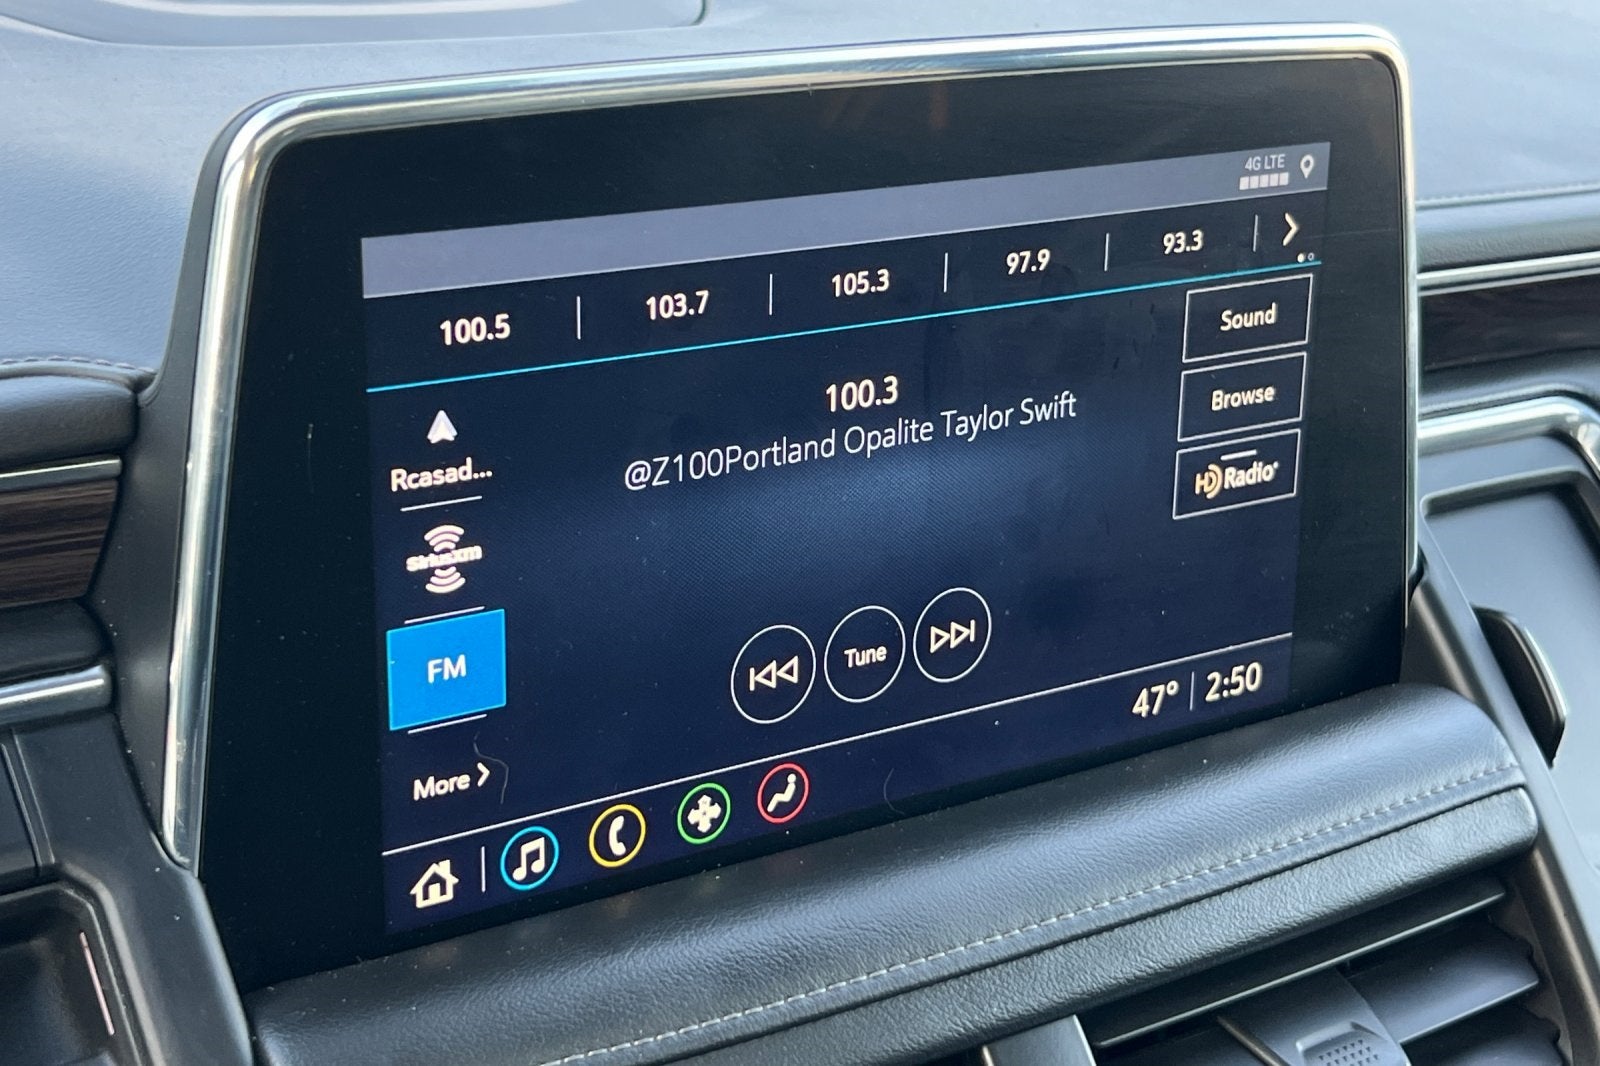 4G LTE
100.5 | 103.7 | 105.3 | 97.9 | 93.3
Sound
100.3
@Z100Portland Opalite Taylor Swift
Browse
Rcasad...
HD Radio
SiriusXM
FM
Tune
47° | 2:50
More